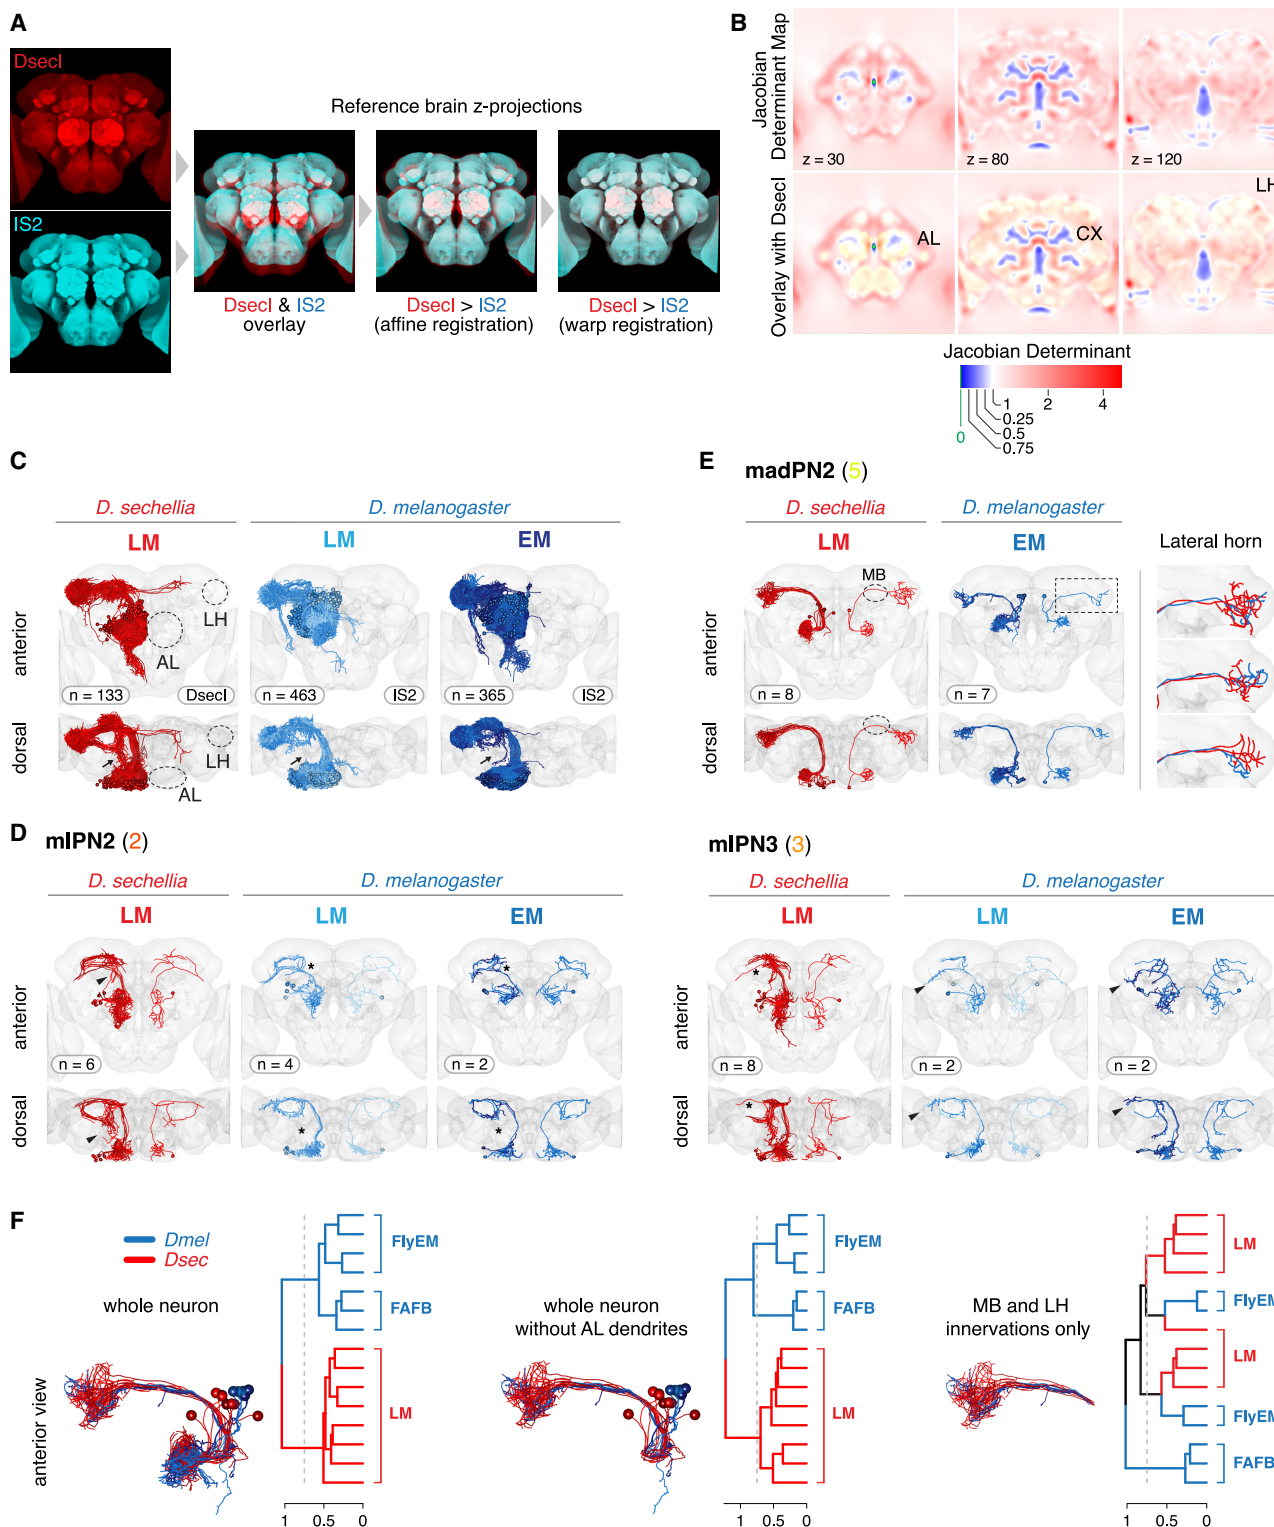 A
DsecI
IS2
Reference brain z-projections
DsecI & IS2
overlay
DsecI > IS2
(affine registration)
DsecI > IS2
(warp registration)
B
Jacobian
Determinant Map
z = 30
z = 80
z = 120
Overlay with DsecI
AL
CX
LH
Jacobian Determinant
1
2
4
0.25
0.5
0.75
0
C
D. sechellia
D. melanogaster
LM
LM
EM
anterior
LH
AL
n = 133
DsecI
n = 463
IS2
n = 365
IS2
dorsal
LH
AL
E
madPN2 (5)
D. sechellia
D. melanogaster
LM
EM
Lateral horn
MB
anterior
n = 8
n = 7
dorsal
D
mlPN2 (2)
D. sechellia
D. melanogaster
LM
LM
EM
anterior
*
*
n = 6
n = 4
n = 2
dorsal
*
*
mlPN3 (3)
D. sechellia
D. melanogaster
LM
LM
EM
anterior
*
n = 8
n = 2
n = 2
dorsal
*
F
Dmel
Dsec
whole neuron
anterior view
FlyEM
FAFB
LM
1
0.5
0
whole neuron
without AL dendrites
FlyEM
FAFB
LM
1
0.5
0
MB and LH
innervations only
LM
FlyEM
LM
FlyEM
FAFB
1
0.5
0